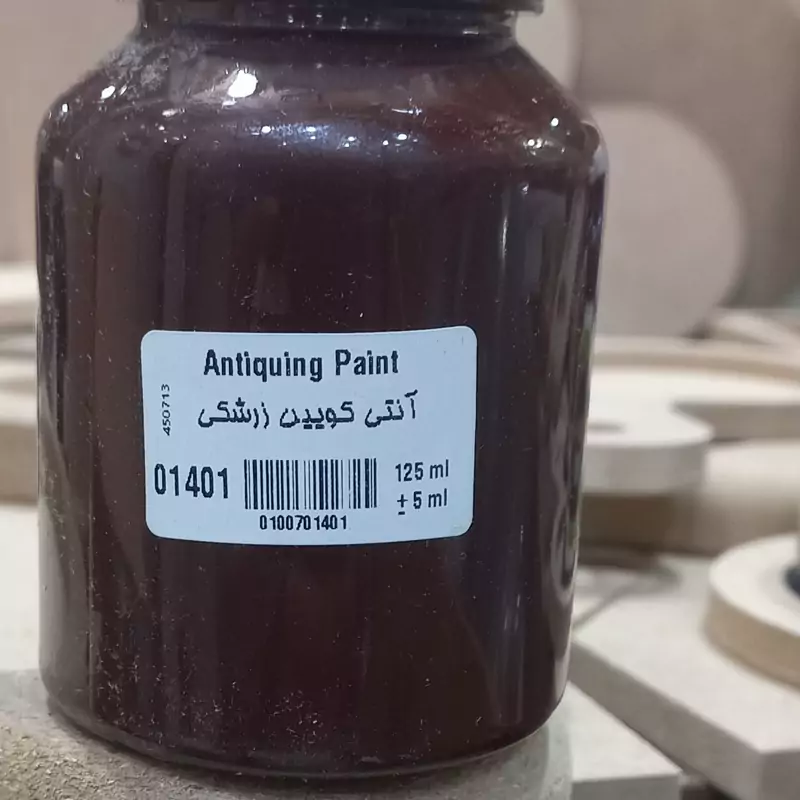 Antiquing Paint
آنتی کویین زرشکی
450713
01401
125 ml
± 5 ml
0100701401